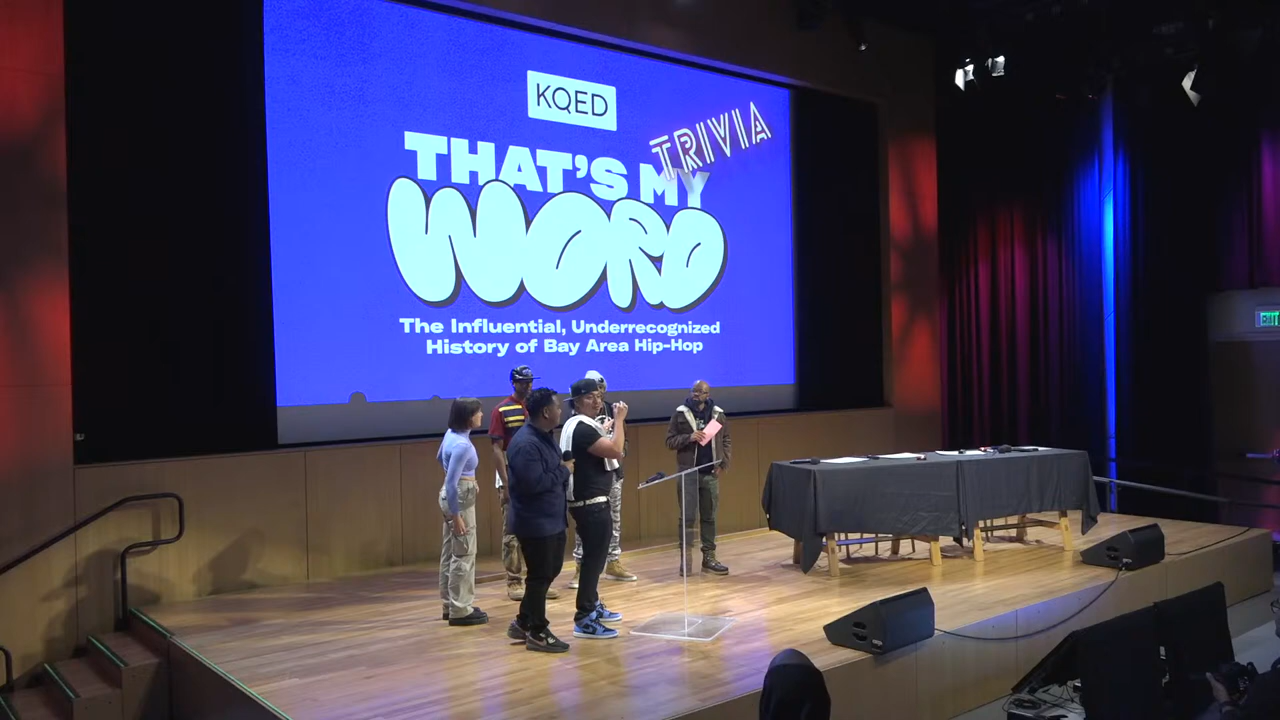 KQED
TRIVIA
THAT'S MY
WORD
The Influential, Underrecognized
History of Bay Area Hip-Hop
EXIT